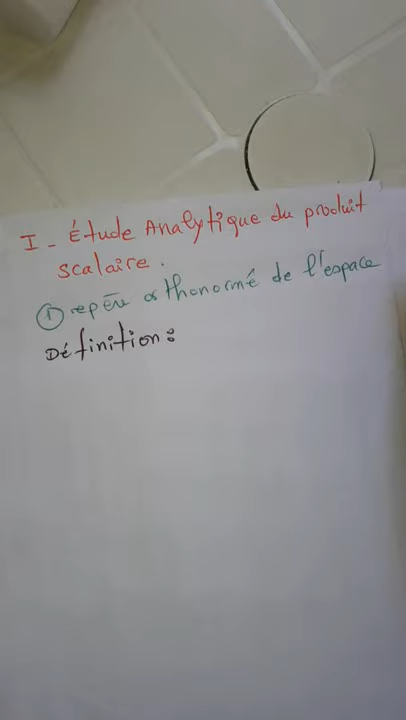 I - Étude Analytique du produit
scalaire.
① repère orthonormé de l'espace
Définition: